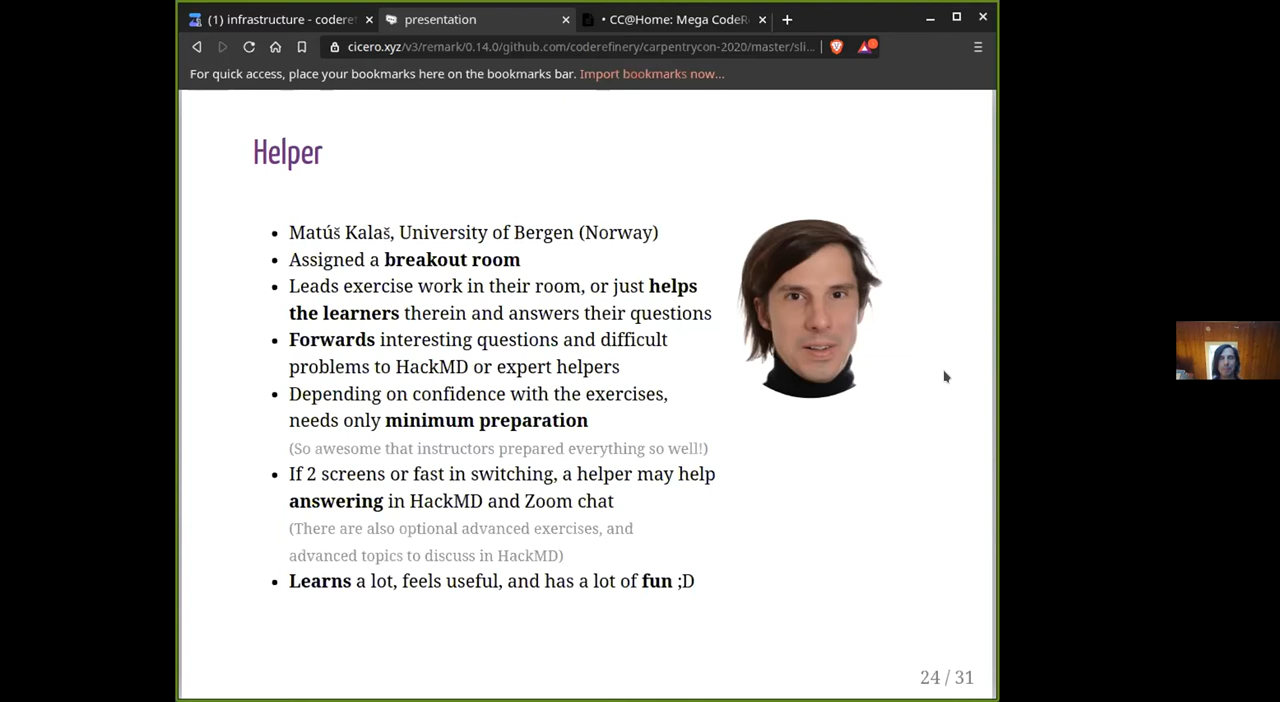 (1) infrastructure - codere
presentation
• CC@Home: Mega CodeR
cicero.xyz/v3/remark/0.14.0/github.com/coderefinery/carpentrycon-2020/master/sli...
For quick access, place your bookmarks here on the bookmarks bar. Import bookmarks now...
Helper
• Matúš Kalaš, University of Bergen (Norway)
• Assigned a breakout room
• Leads exercise work in their room, or just helps
the learners therein and answers their questions
• Forwards interesting questions and difficult
problems to HackMD or expert helpers
• Depending on confidence with the exercises,
needs only minimum preparation
(So awesome that instructors prepared everything so well!)
• If 2 screens or fast in switching, a helper may help
answering in HackMD and Zoom chat
(There are also optional advanced exercises, and
advanced topics to discuss in HackMD)
• Learns a lot, feels useful, and has a lot of fun ;D
24 / 31